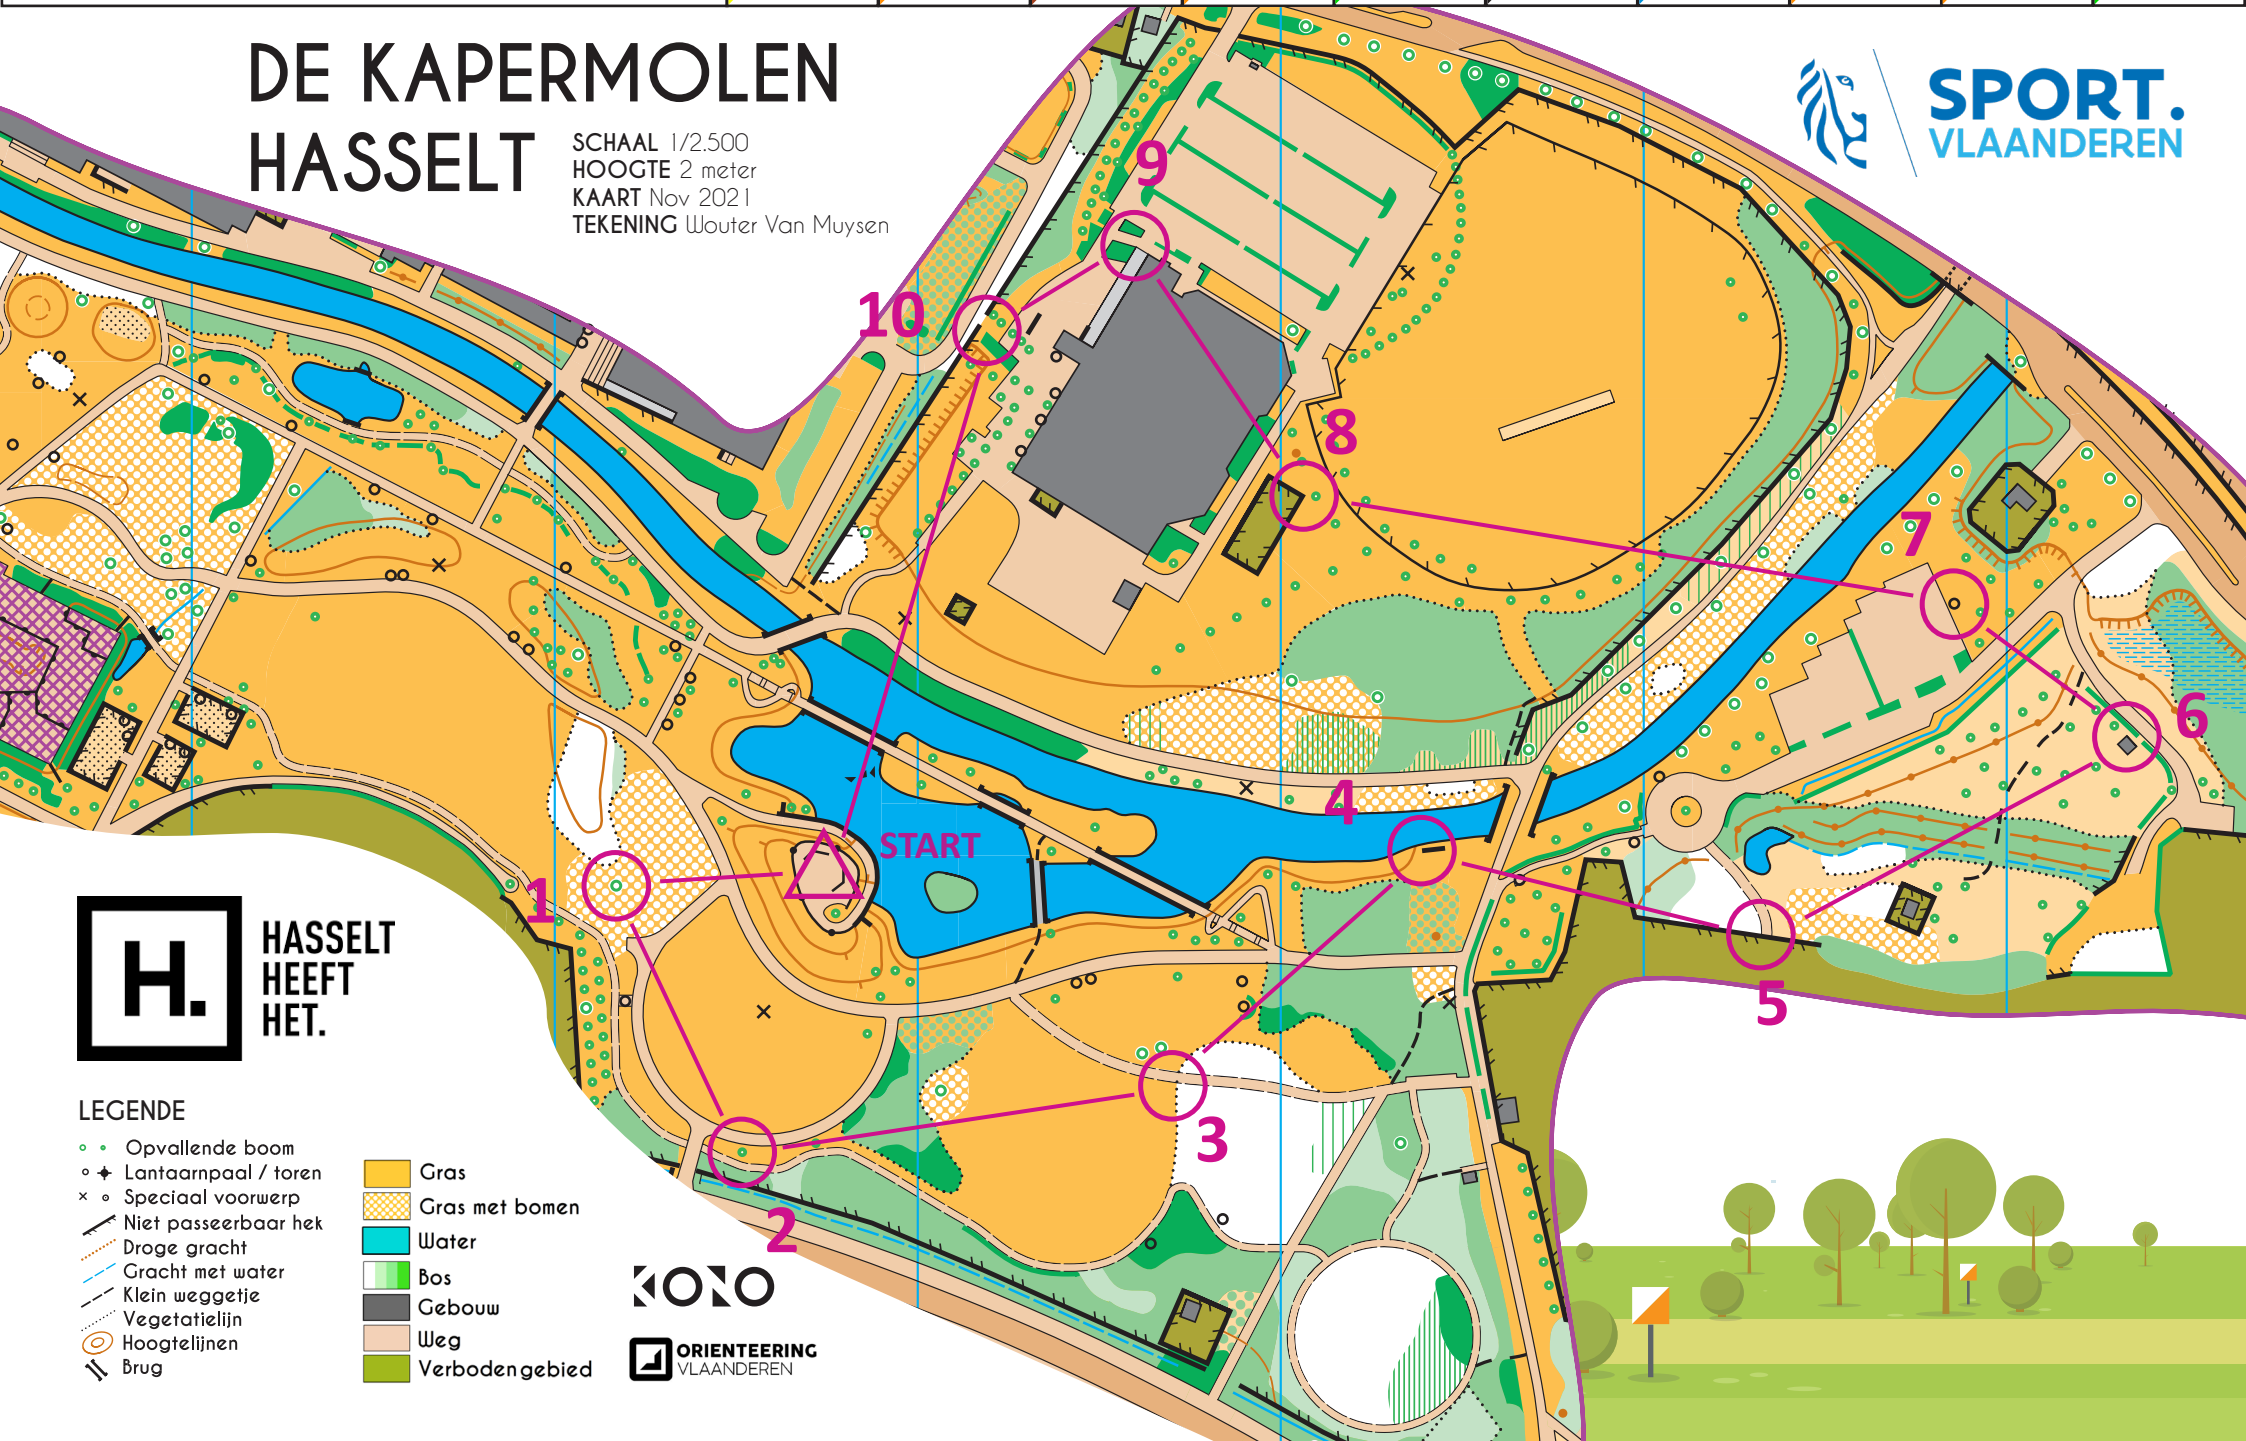 DE KAPERMOLEN
HASSELT
SCHAAL 1/2.500
HOOGTE 2 meter
KAART Nov 2021
TEKENING Wouter Van Muysen
SPORT.
VLAANDEREN
9
10
8
7
6
4
START
1
5
3
2
H.
HASSELT
HEEFT
HET.
LEGENDE
Opvallende boom
Lantaarnpaal / toren
Speciaal voorwerp
Niet passeerbaar hek
Droge gracht
Gracht met water
Klein weggetje
Vegetatielijn
Hoogtelijnen
Brug
Gras
Gras met bomen
Water
Bos
Gebouw
Weg
Verboden gebied
KOZO
ORIENTEERING
VLAANDEREN